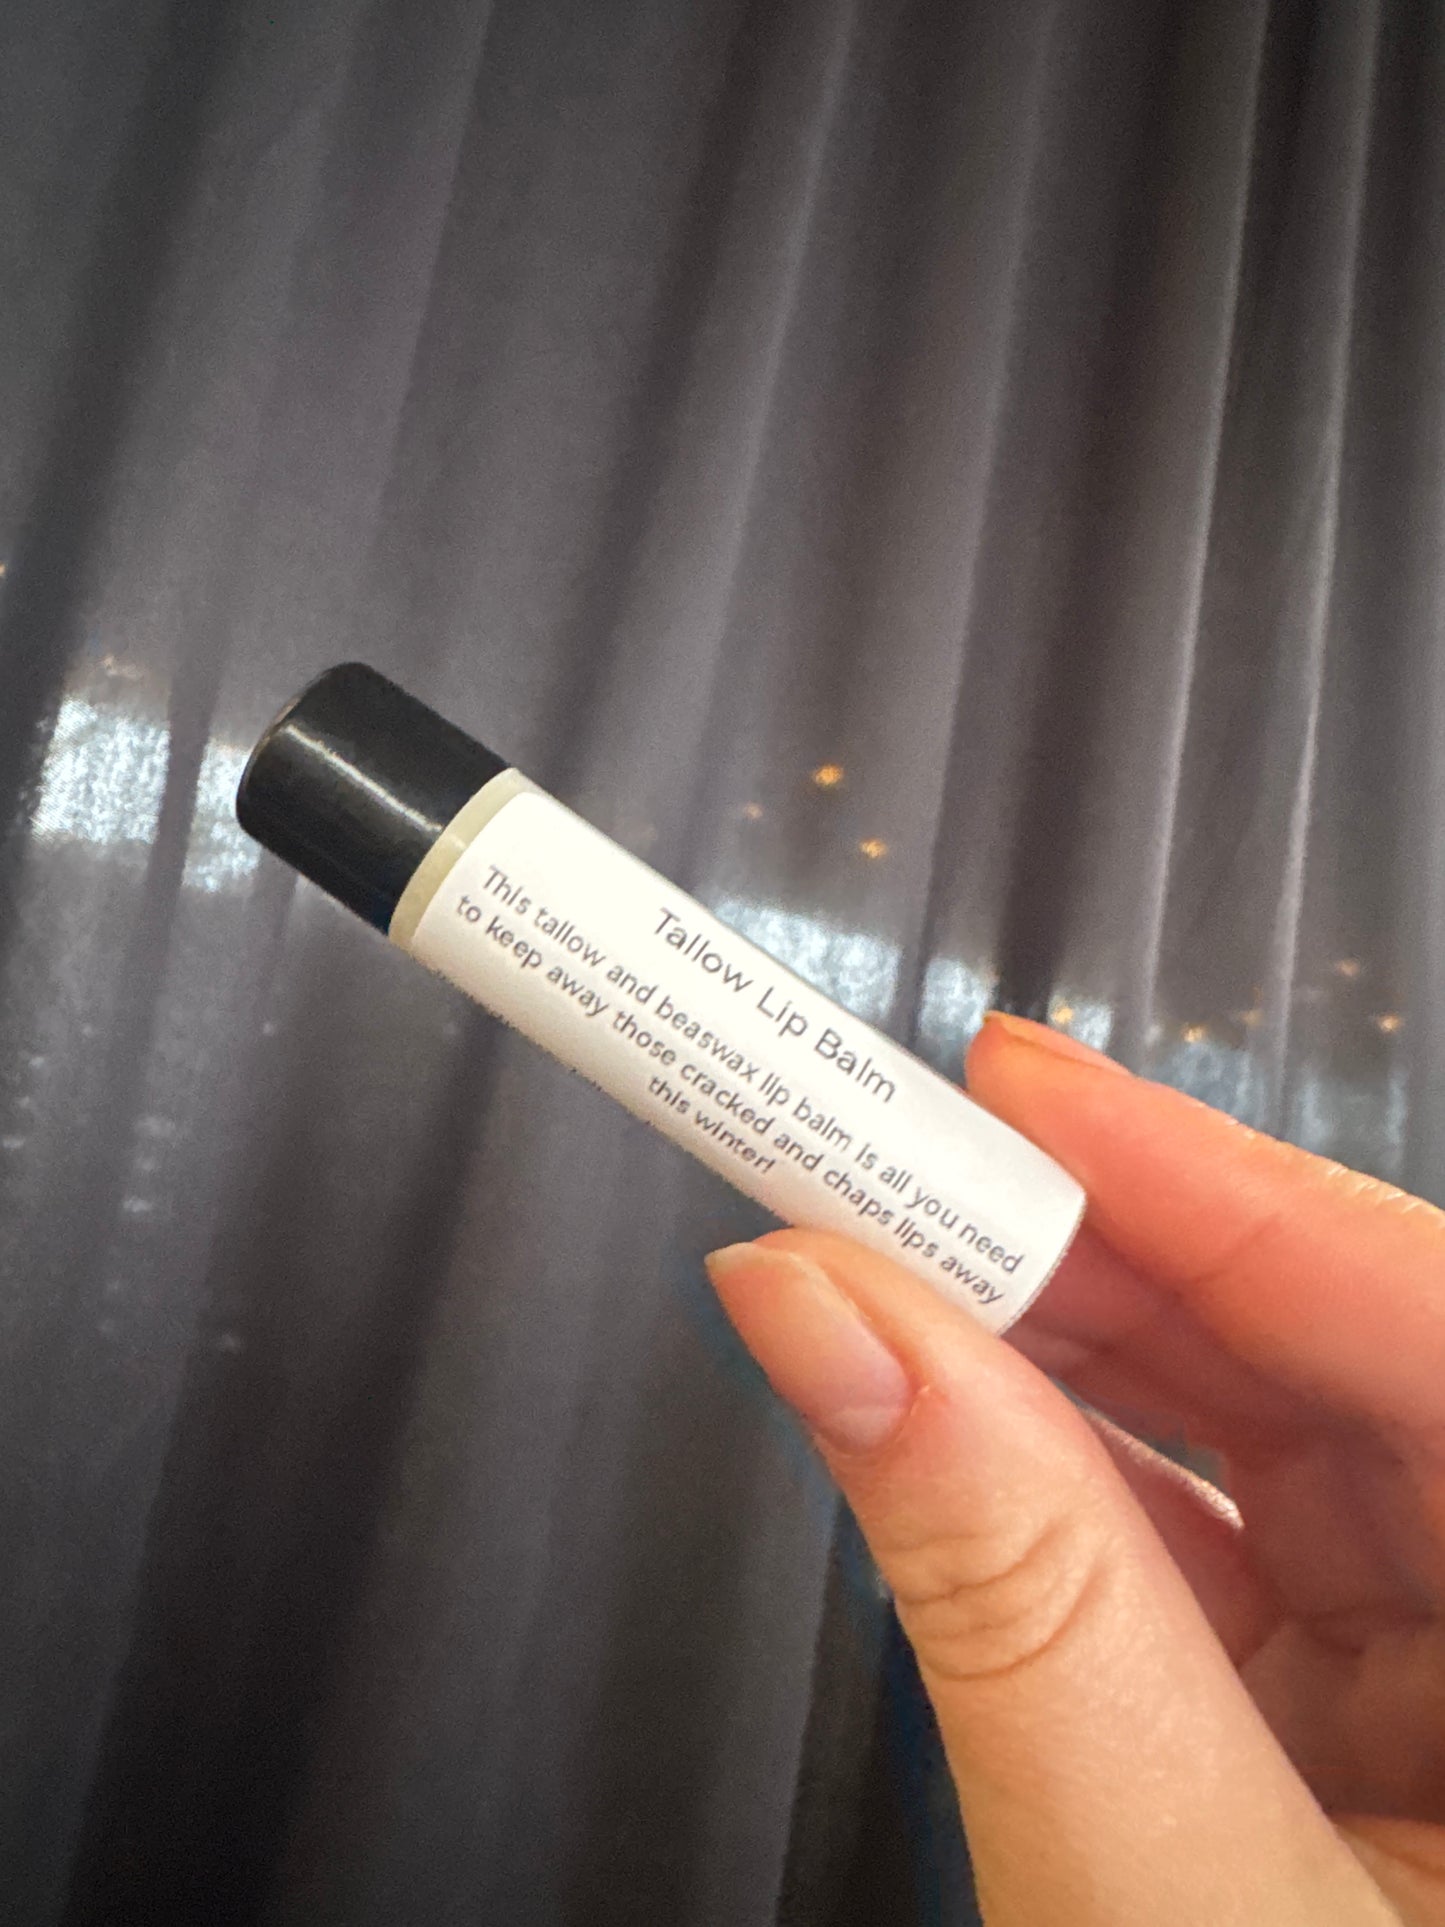 Tallow Lip Balm
This tallow and beaswax lip balm is all you need
to keep away those cracked and chaps lips away
this winter!